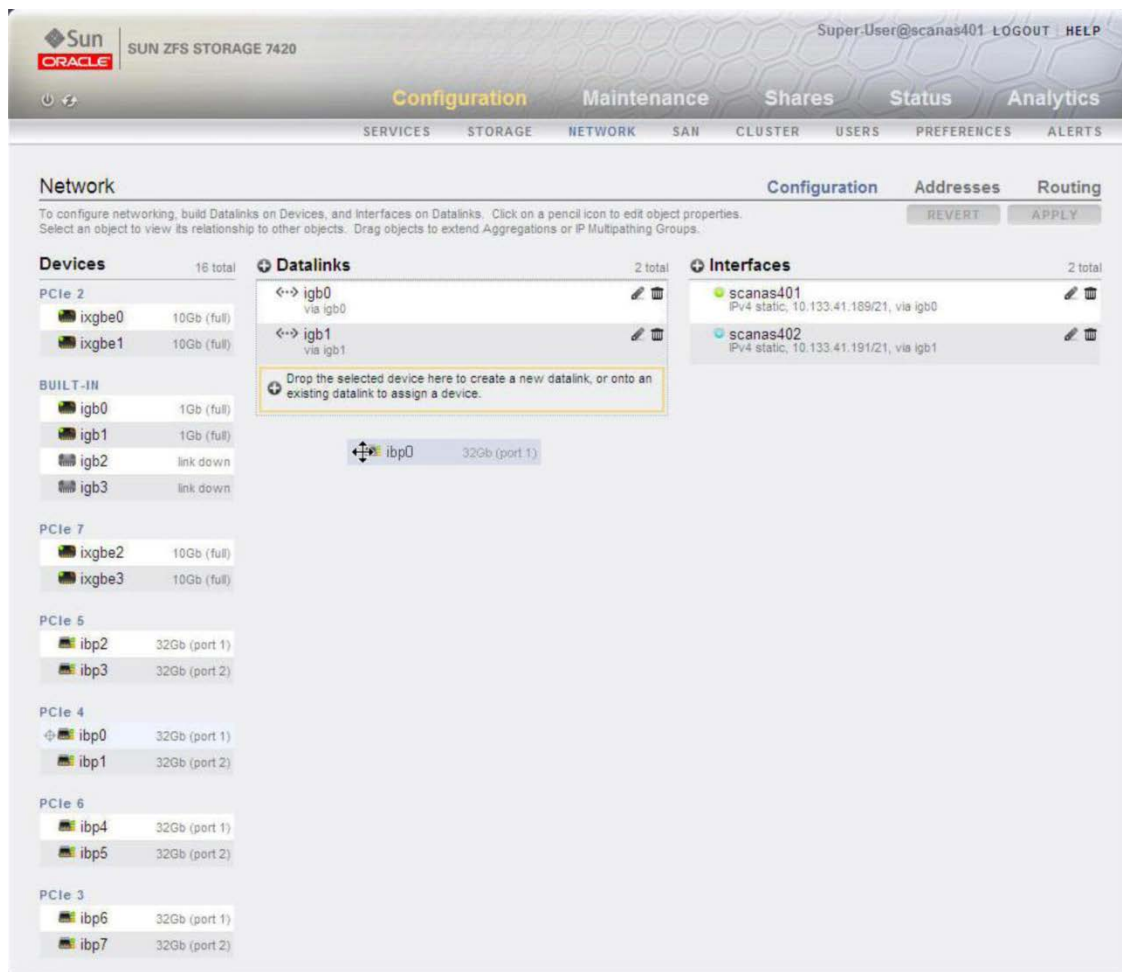 Sun
ORACLE
SUN ZFS STORAGE 7420
Super-User@scanas401 LOGOUT HELP
Configuration Maintenance Shares Status Analytics
SERVICES STORAGE NETWORK SAN CLUSTER USERS PREFERENCES ALERTS
Network
Configuration Addresses Routing
To configure networking, build Datalinks on Devices, and Interfaces on Datalinks. Click on a pencil icon to edit object properties.
Select an object to view its relationship to other objects. Drag objects to extend Aggregations or IP Multipathing Groups.
REVERT APPLY
Devices 16 total
PCIe 2
ixgbe0 10Gb (full)
ixgbe1 10Gb (full)
BUILT-IN
igb0 1Gb (full)
igb1 1Gb (full)
igb2 link down
igb3 link down
PCIe 7
ixgbe2 10Gb (full)
ixgbe3 10Gb (full)
PCIe 5
ibp2 32Gb (port 1)
ibp3 32Gb (port 2)
PCIe 4
ibp0 32Gb (port 1)
ibp1 32Gb (port 2)
PCIe 6
ibp4 32Gb (port 1)
ibp5 32Gb (port 2)
PCIe 3
ibp6 32Gb (port 1)
ibp7 32Gb (port 2)
Datalinks 2 total
igb0
via igb0
igb1
via igb1
Drop the selected device here to create a new datalink, or onto an
existing datalink to assign a device.
ibp0 32Gb (port 1)
Interfaces 2 total
scanas401
IPv4 static, 10.133.41.189/21, via igb0
scanas402
IPv4 static, 10.133.41.191/21, via igb1